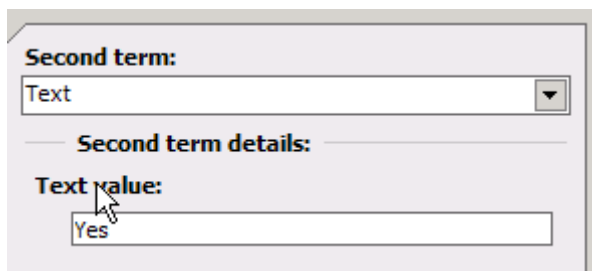 Second term:
Text
Second term details:
Text value:
Yes